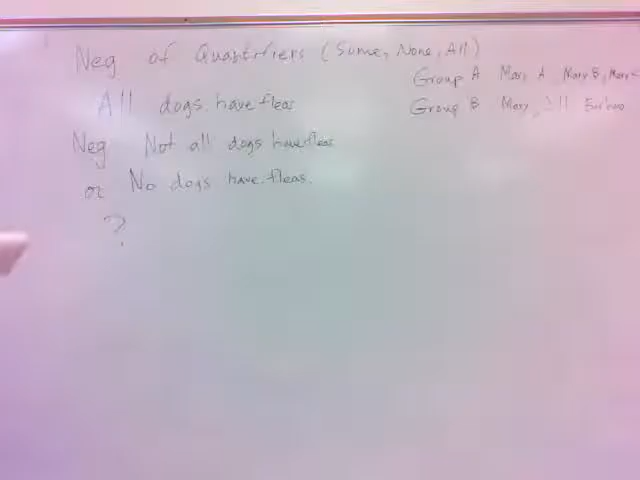 Neg of Quantifiers (Some, None, All)
Group A Mary A Mary B, Mary C
All dogs have fleas
Group B Mary, Jill
Neg Not all dogs have fleas
or No dogs have fleas.
?